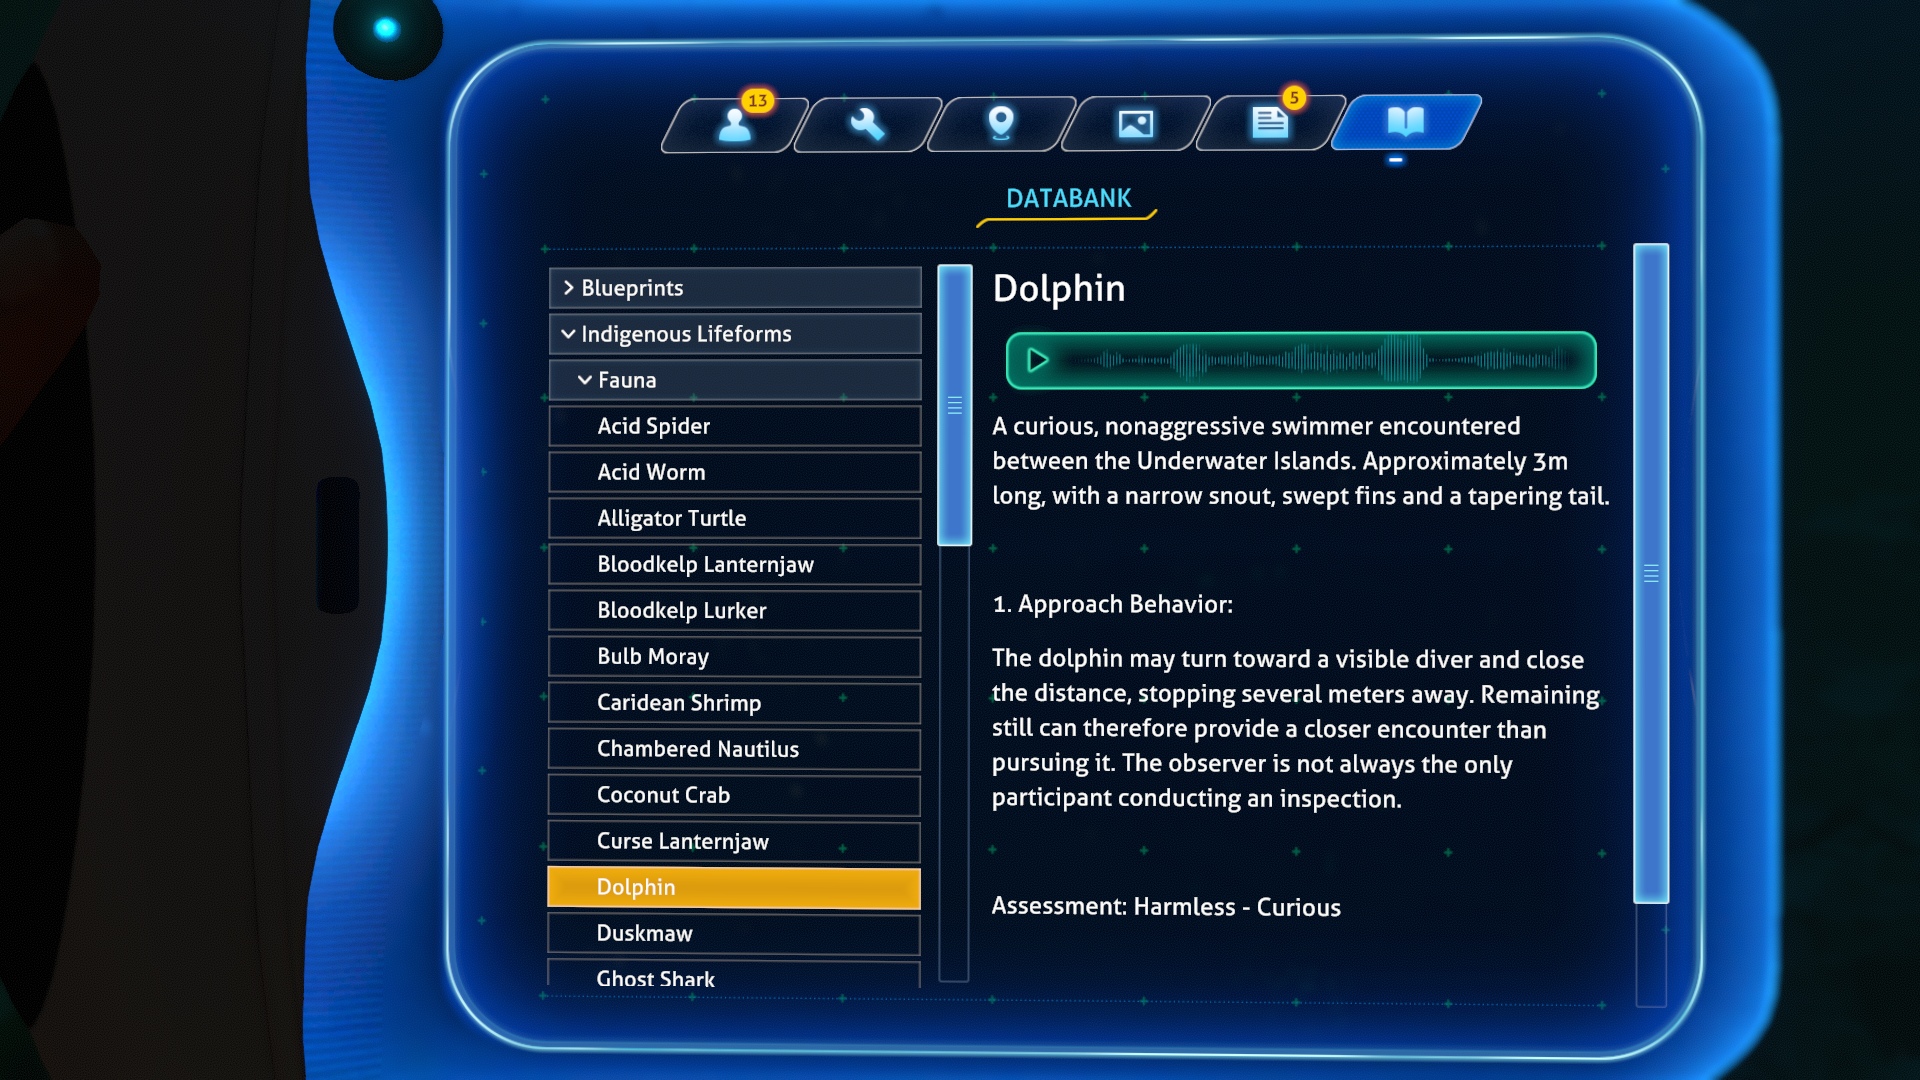 13
5
DATABANK
Blueprints
Indigenous Lifeforms
Fauna
Acid Spider
Acid Worm
Alligator Turtle
Bloodkelp Lanternjaw
Bloodkelp Lurker
Bulb Moray
Caridean Shrimp
Chambered Nautilus
Coconut Crab
Curse Lanternjaw
Dolphin
Duskmaw
Ghost Shark
Dolphin
A curious, nonaggressive swimmer encountered
between the Underwater Islands. Approximately 3m
long, with a narrow snout, swept fins and a tapering tail.
1. Approach Behavior:
The dolphin may turn toward a visible diver and close
the distance, stopping several meters away. Remaining
still can therefore provide a closer encounter than
pursuing it. The observer is not always the only
participant conducting an inspection.
Assessment: Harmless - Curious